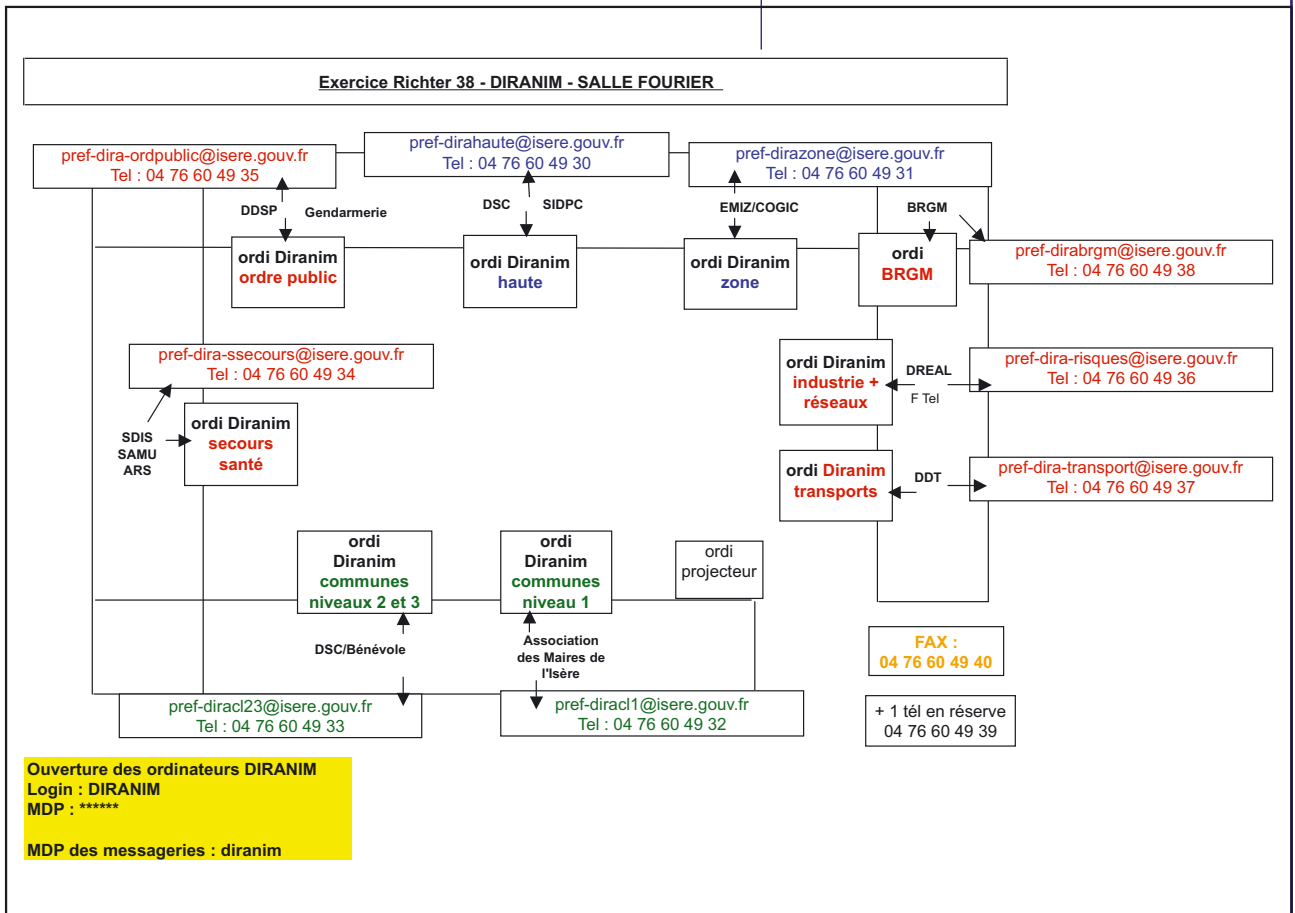 Exercice Richter 38 - DIRANIM - SALLE FOURIER
pref-dira-ordpublic@isere.gouv.fr
Tel : 04 76 60 49 35
pref-dirahaute@isere.gouv.fr
Tel : 04 76 60 49 30
pref-dirazone@isere.gouv.fr
Tel : 04 76 60 49 31
DDSP
Gendarmerie
DSC
SIDPC
EMIZ/COGIC
BRGM
ordi Diranim
ordre public
ordi Diranim
haute
ordi Diranim
zone
ordi
BRGM
pref-dirabrgm@isere.gouv.fr
Tel : 04 76 60 49 38
pref-dira-ssecours@isere.gouv.fr
Tel : 04 76 60 49 34
ordi Diranim
industrie +
réseaux
DREAL
F Tel
pref-dira-risques@isere.gouv.fr
Tel : 04 76 60 49 36
SDIS
SAMU
ARS
ordi Diranim
secours
santé
ordi Diranim
transports
DDT
pref-dira-transport@isere.gouv.fr
Tel : 04 76 60 49 37
ordi
Diranim
communes
niveaux 2 et 3
ordi
Diranim
communes
niveau 1
ordi
projecteur
DSC/Bénévole
Association
des Maires de
l'Isère
FAX :
04 76 60 49 40
pref-diracl23@isere.gouv.fr
Tel : 04 76 60 49 33
pref-diracl1@isere.gouv.fr
Tel : 04 76 60 49 32
+ 1 tél en réserve
04 76 60 49 39
Ouverture des ordinateurs DIRANIM
Login : DIRANIM
MDP : ******
MDP des messageries : diranim